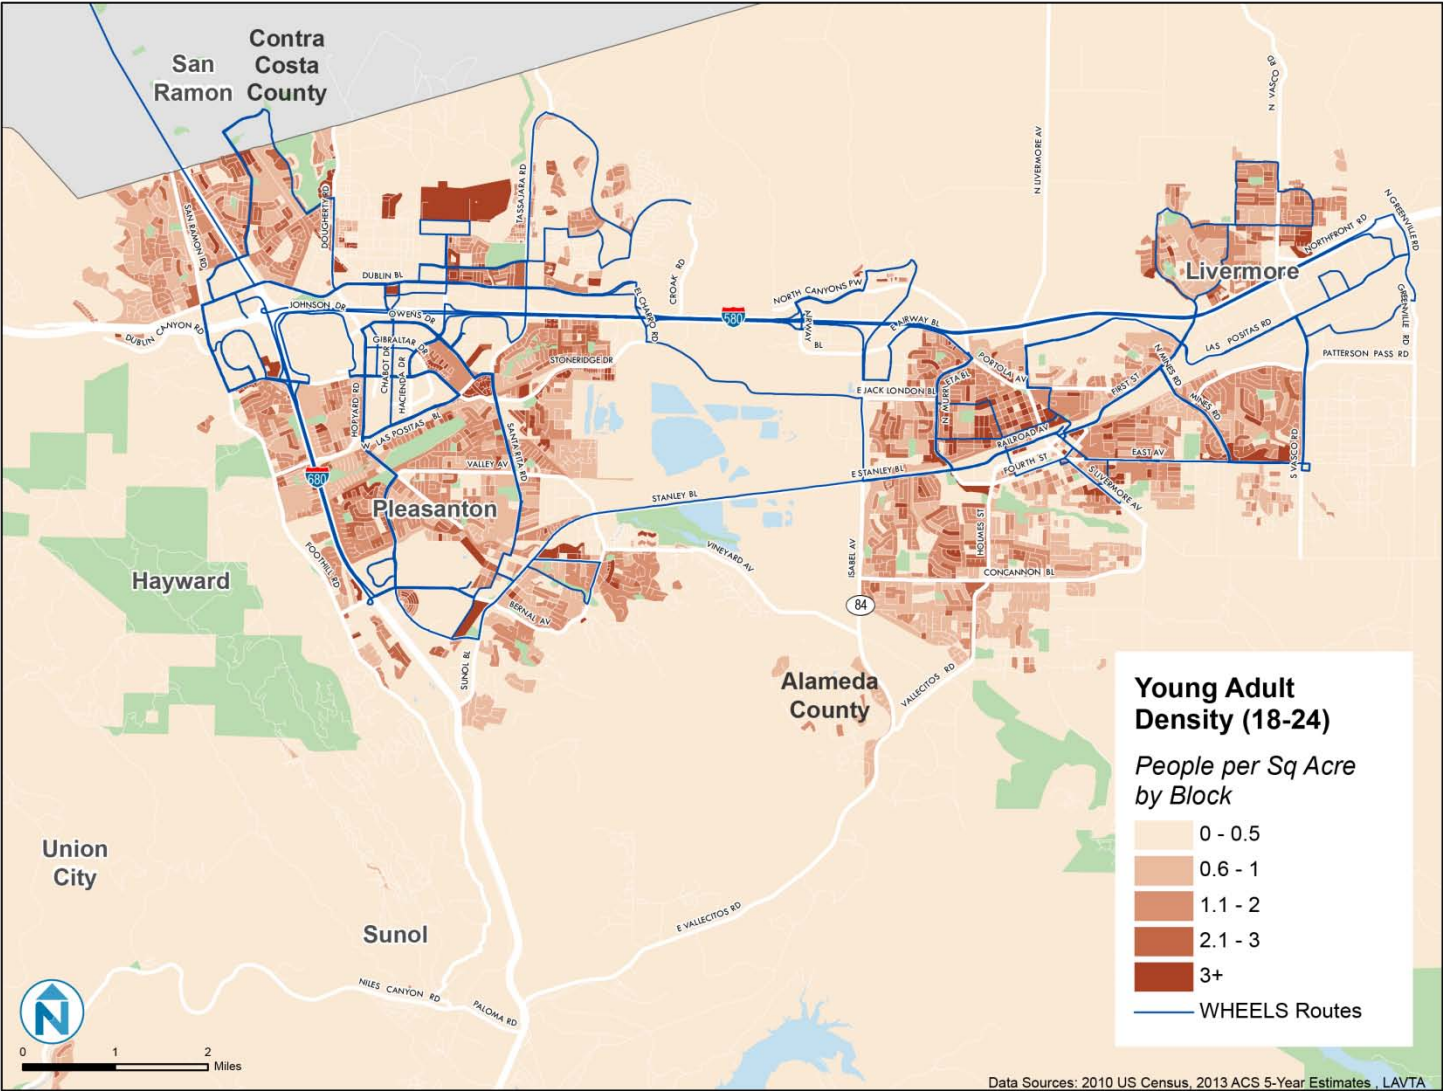 San
Ramon
Contra
Costa
County
N VASCO RD
N LIVERMORE AV
TASSAJARA RD
DOUGHERTY RD
SAN RAMON RD
N GREENVILLE RD
NORTHFRONT RD
Livermore
CROAK RD
DUBLIN BL
NORTH CANYONS PW
EL CHARRO RD
JOHNSON DR
OWENS DR
580
AIRWAY
BL
E AIRWAY BL
GREENVILLE RD
LAS POSITAS RD
DUBLIN CANYON RD
GIBRALTAR DR
CHABOT DR
HACIENDA DR
STONERIDGE DR
PATTERSON PASS RD
N MINES RD
PORTOLA AV
N MURRIETA BL
E JACK LONDON BL
FIRST ST
MINES RD
HOPYARD RD
W LAS POSITAS BL
SANTA RITA RD
RAILROAD AV
S VASCO RD
VALLEY AV
E STANLEY BL
FOURTH ST
EAST AV
680
S LIVERMORE AV
STANLEY BL
Pleasanton
HOLMES ST
VINEYARD AV
ISABEL AV
FOOTHILL RD
Hayward
CONCANNON BL
BERNAL AV
84
SUNOL BL
VALLECITOS RD
Alameda
County
Union
City
E VALLECITOS RD
Sunol
NILES CANYON RD
PALOMA RD
Young Adult
Density (18-24)
People per Sq Acre
by Block
0 - 0.5
0.6 - 1
1.1 - 2
2.1 - 3
3+
WHEELS Routes
N
0 1 2
Miles
Data Sources: 2010 US Census, 2013 ACS 5-Year Estimates , LAVTA